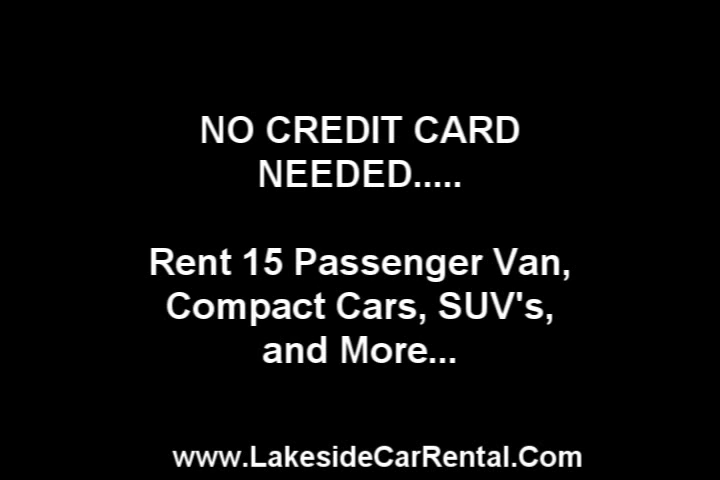 NO CREDIT CARD
NEEDED.....
Rent 15 Passenger Van,
Compact Cars, SUV's,
and More...
www.LakesideCarRental.Com